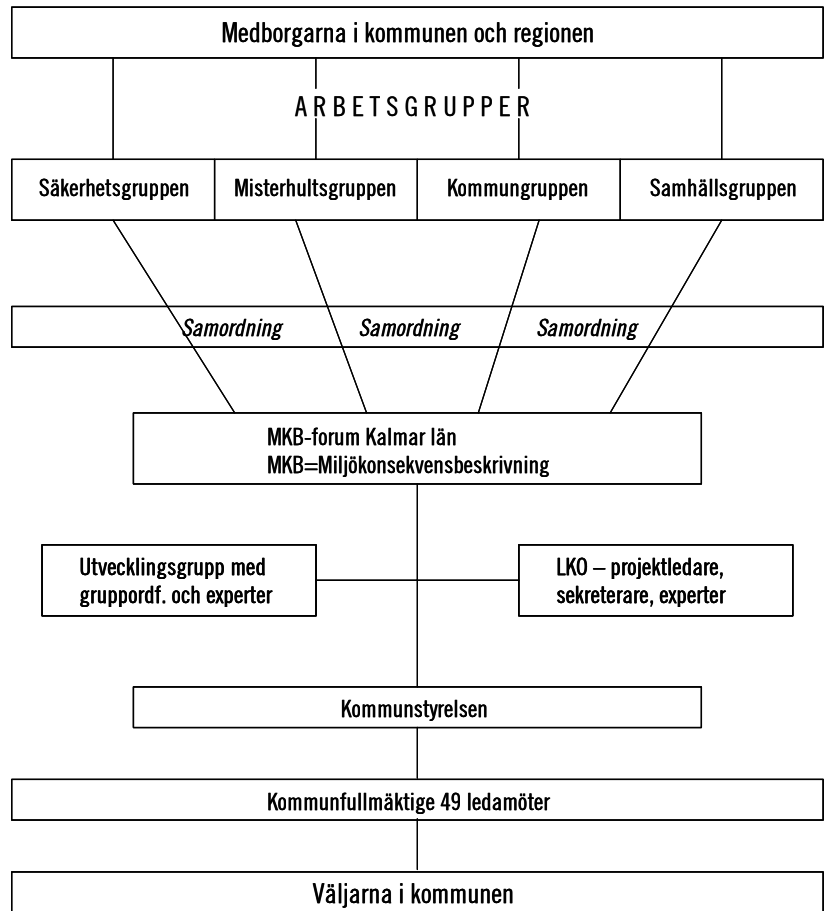 Medborgarna i kommunen och regionen
ARBETSGRUPPER
Säkerhetsgruppen Misterhultsgruppen Kommungruppen Samhällsgruppen
Samordning Samordning Samordning
MKB-forum Kalmar län
MKB=Miljökonsekvensbeskrivning
Utvecklingsgrupp med
gruppordf. och experter
LKO – projektledare,
sekreterare, experter
Kommunstyrelsen
Kommunfullmäktige 49 ledamöter
Väljarna i kommunen